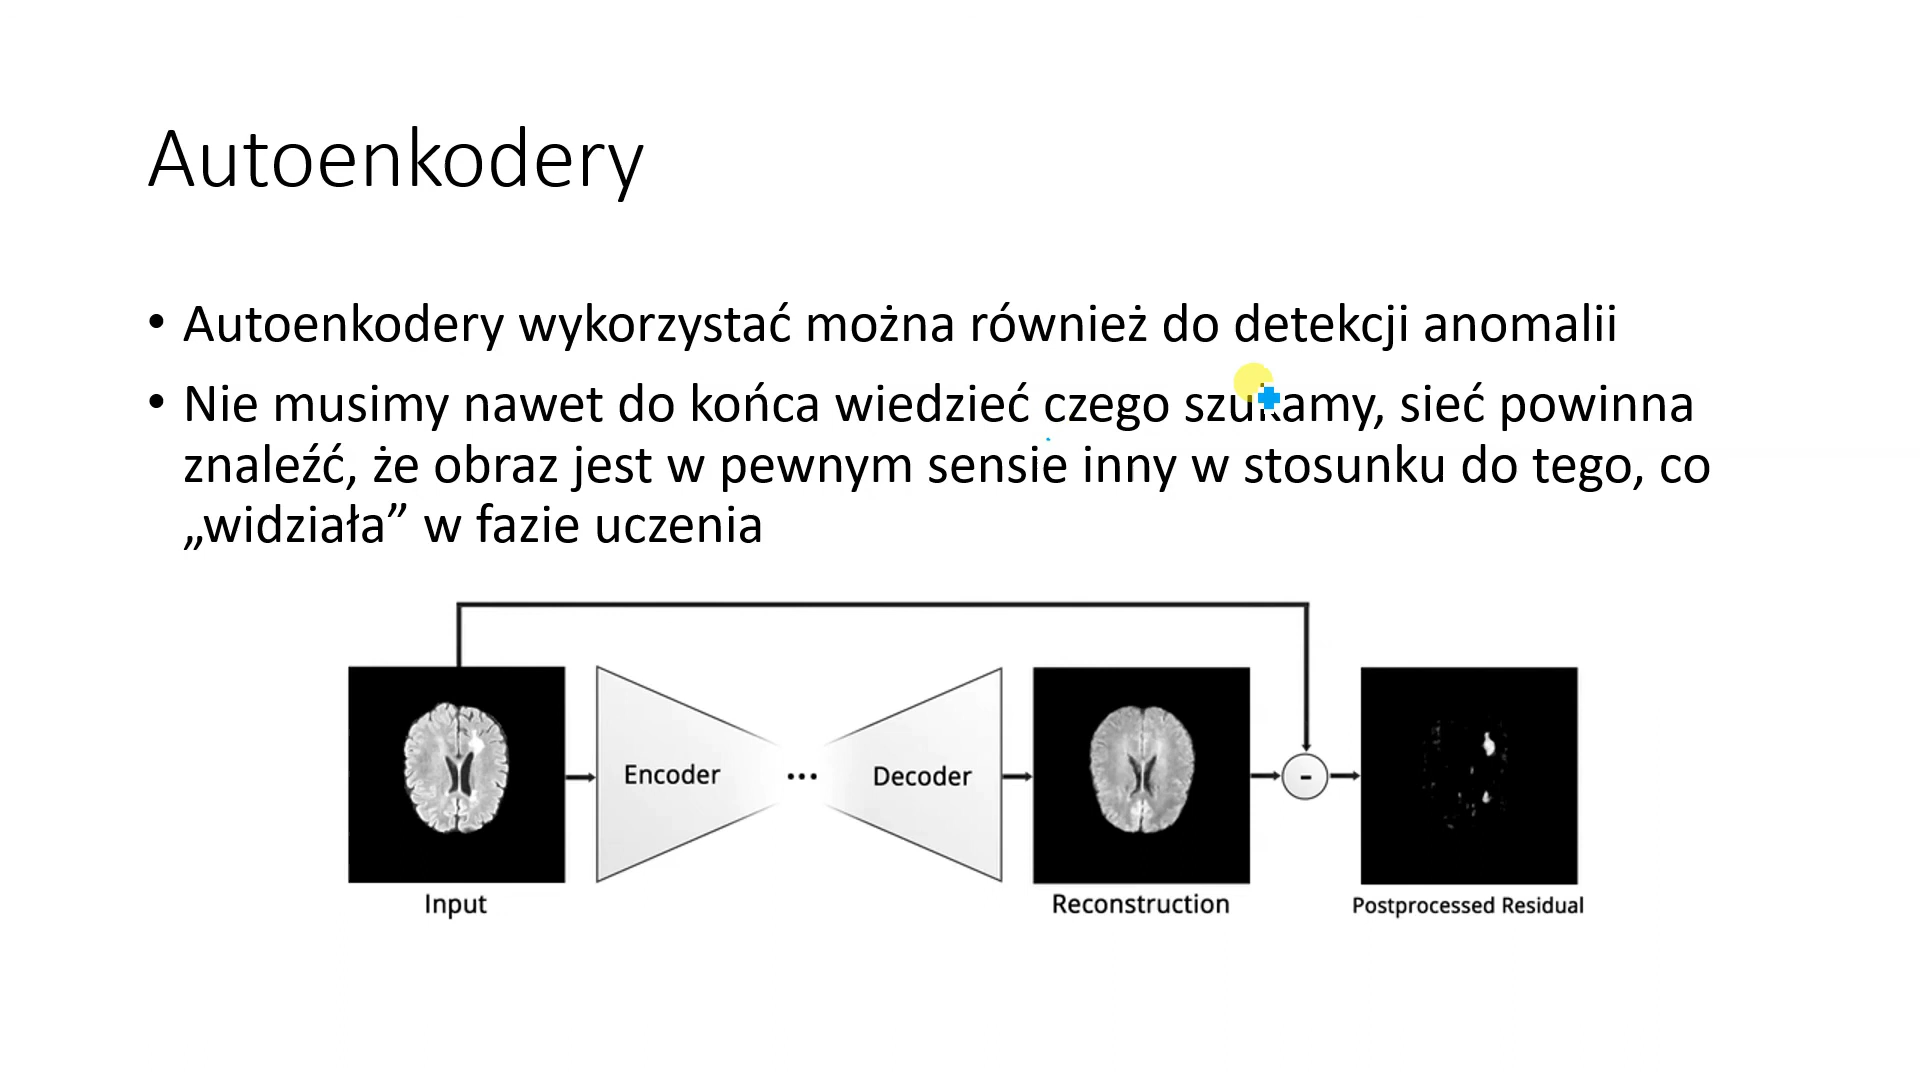 Autoenkodery
• Autoenkodery wykorzystać można również do detekcji anomalii
• Nie musimy nawet do końca wiedzieć czego szukamy, sieć powinna
znaleźć, że obraz jest w pewnym sensie inny w stosunku do tego, co
„widziała” w fazie uczenia
Encoder ... Decoder -
Input Reconstruction Postprocessed Residual